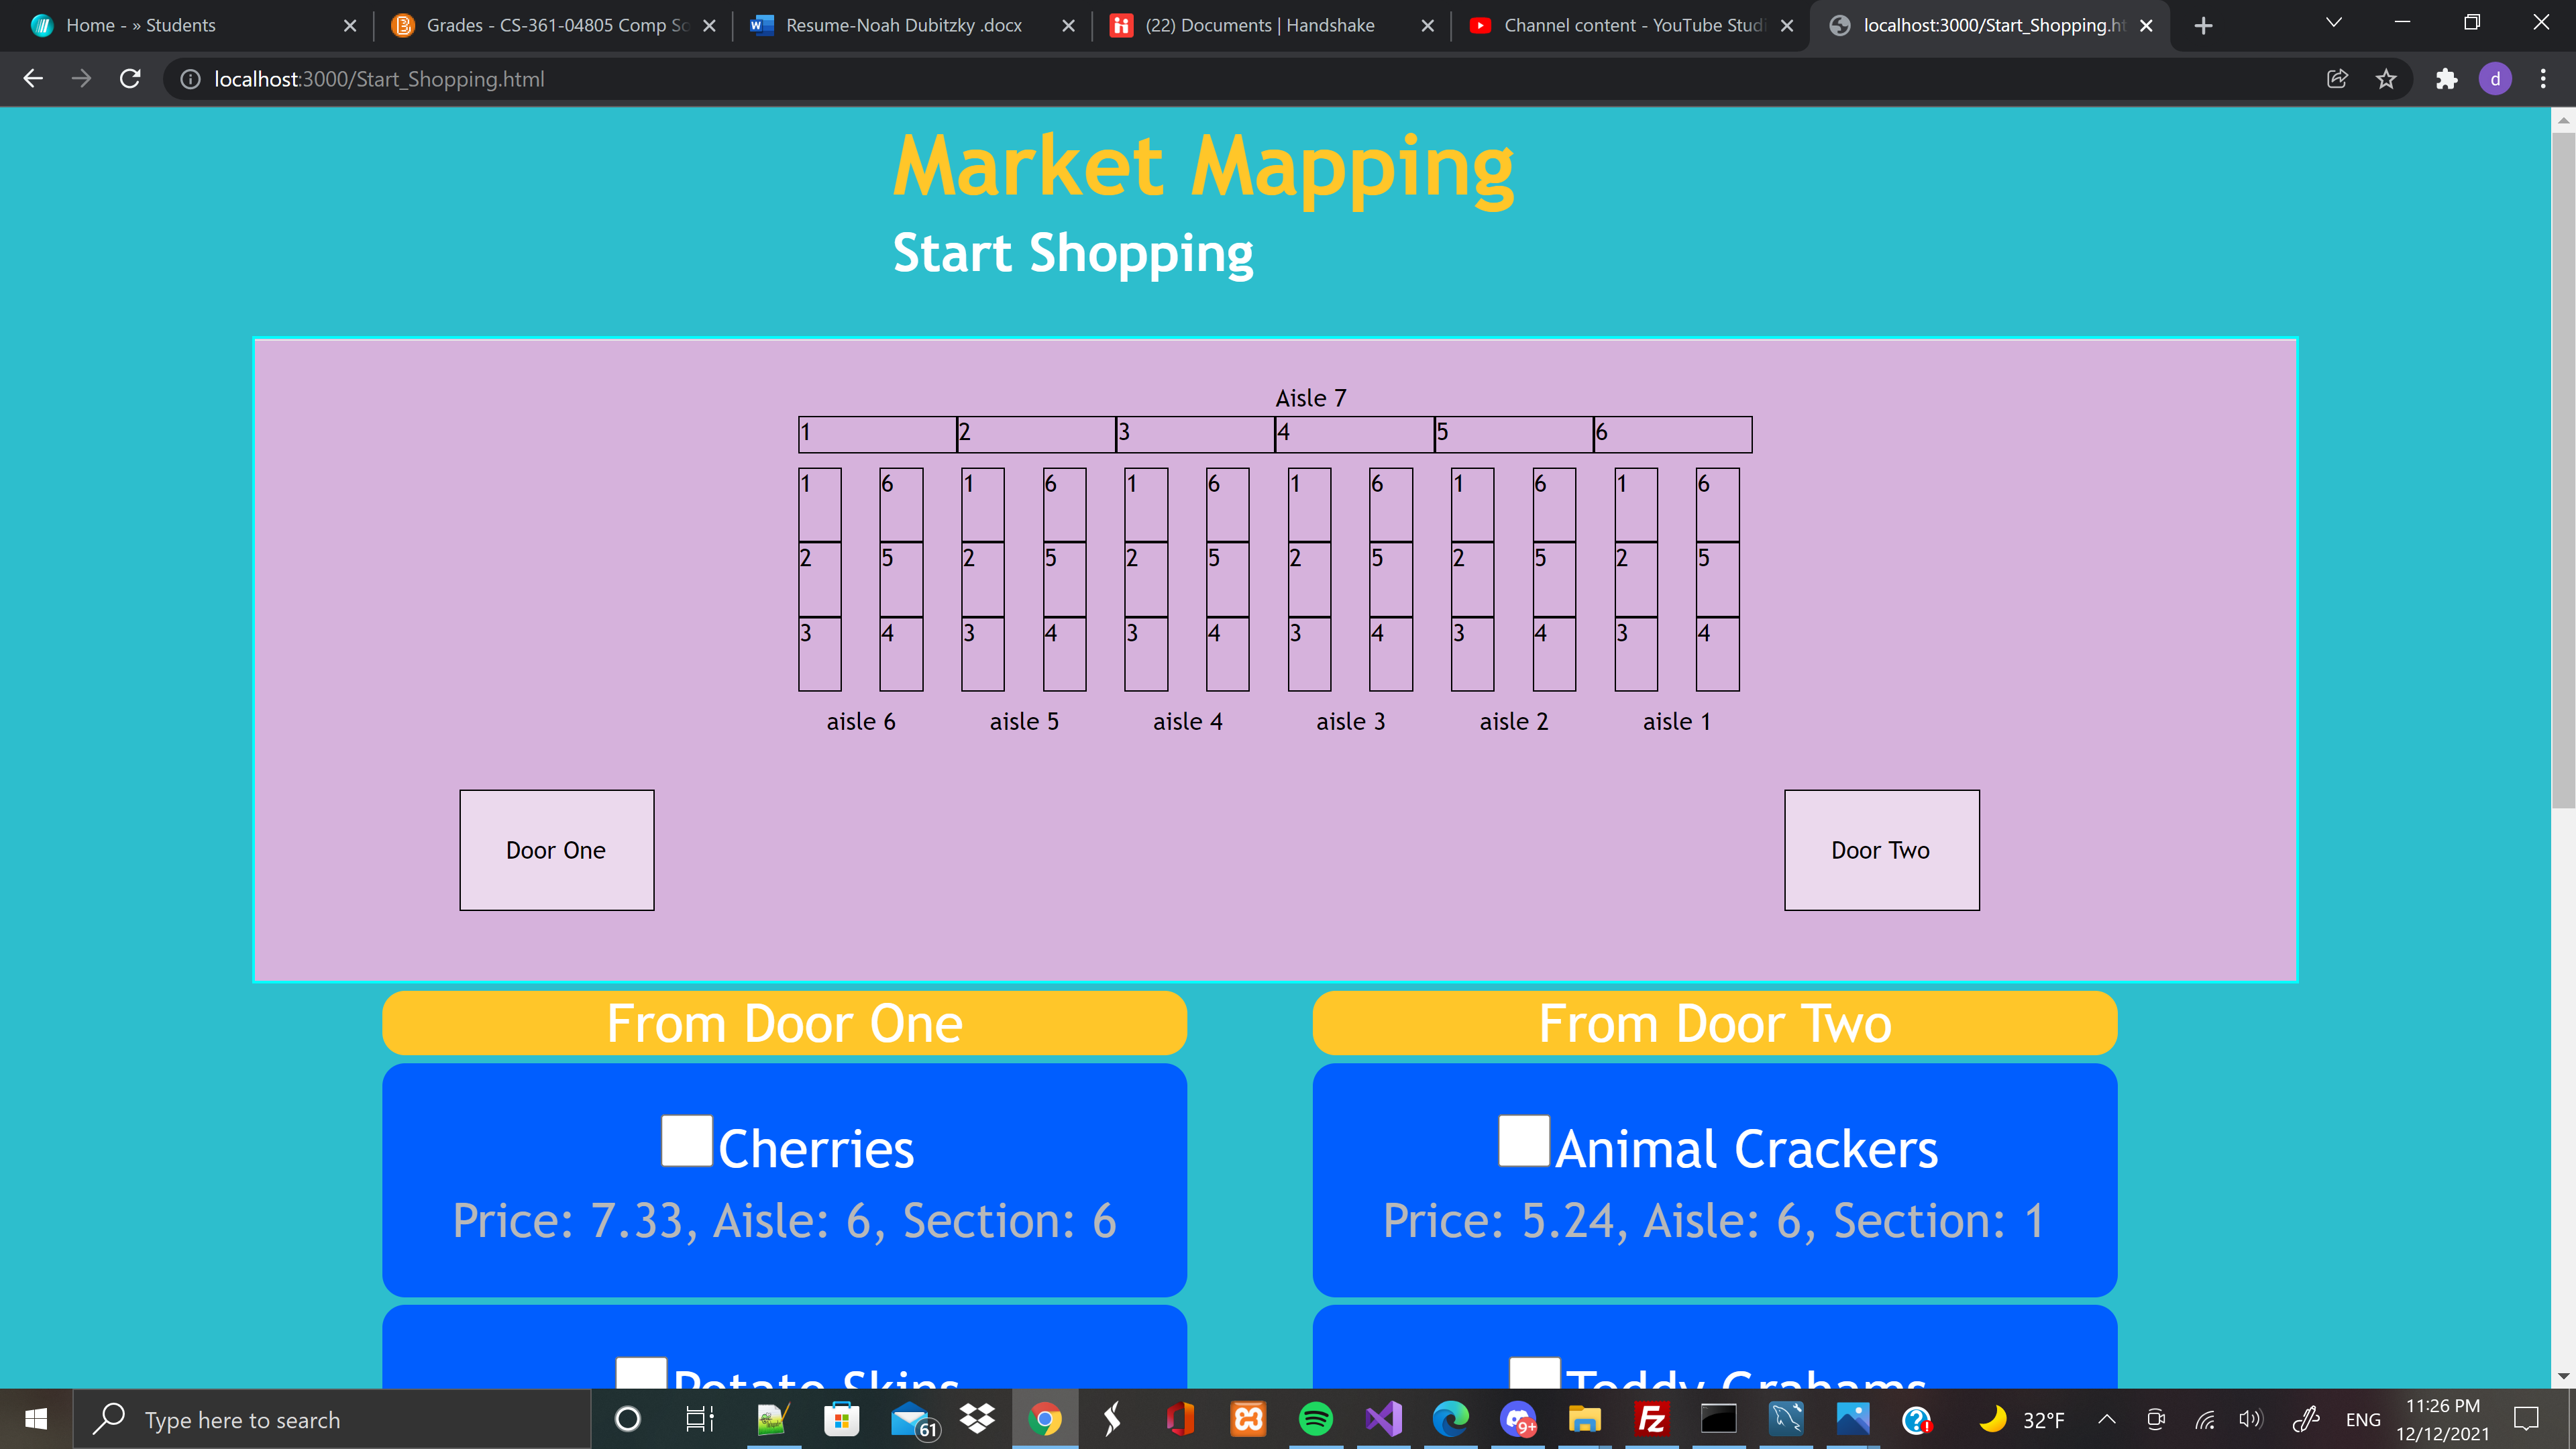 Home - » Students
Grades - CS-361-04805 Comp So
Resume-Noah Dubitzky .docx
(22) Documents | Handshake
Channel content - YouTube Studi
localhost:3000/Start_Shopping.ht
localhost:3000/Start_Shopping.html
d
Market Mapping
Start Shopping
Aisle 7
1 2 3 4 5 6
1 6 1 6 1 6 1 6 1 6 1 6
2 5 2 5 2 5 2 5 2 5 2 5
3 4 3 4 3 4 3 4 3 4 3 4
aisle 6 aisle 5 aisle 4 aisle 3 aisle 2 aisle 1
Door One Door Two
From Door One From Door Two
Cherries Animal Crackers
Price: 7.33, Aisle: 6, Section: 6 Price: 5.24, Aisle: 6, Section: 1
Potato Skins Teddy Grahams
Type here to search
61
9+
32°F
ENG
11:26 PM
12/12/2021